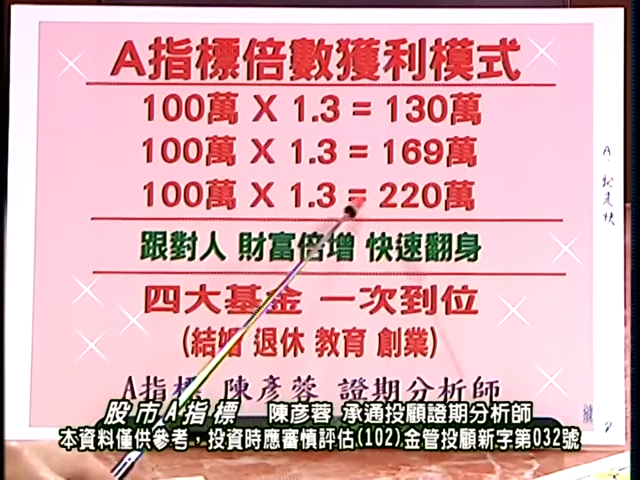 A指標倍數獲利模式
100萬 X 1.3 = 130萬
100萬 X 1.3 = 169萬
100萬 X 1.3 = 220萬
跟對人 財富倍增 快速翻身
四大基金 一次到位
(結婚 退休 教育 創業)
A指標 陳彥蓉 證期分析師
股市A指標 陳彥蓉 承通投顧證期分析師
本資料僅供參考，投資時應審慎評估(102)金管投顧新字第032號